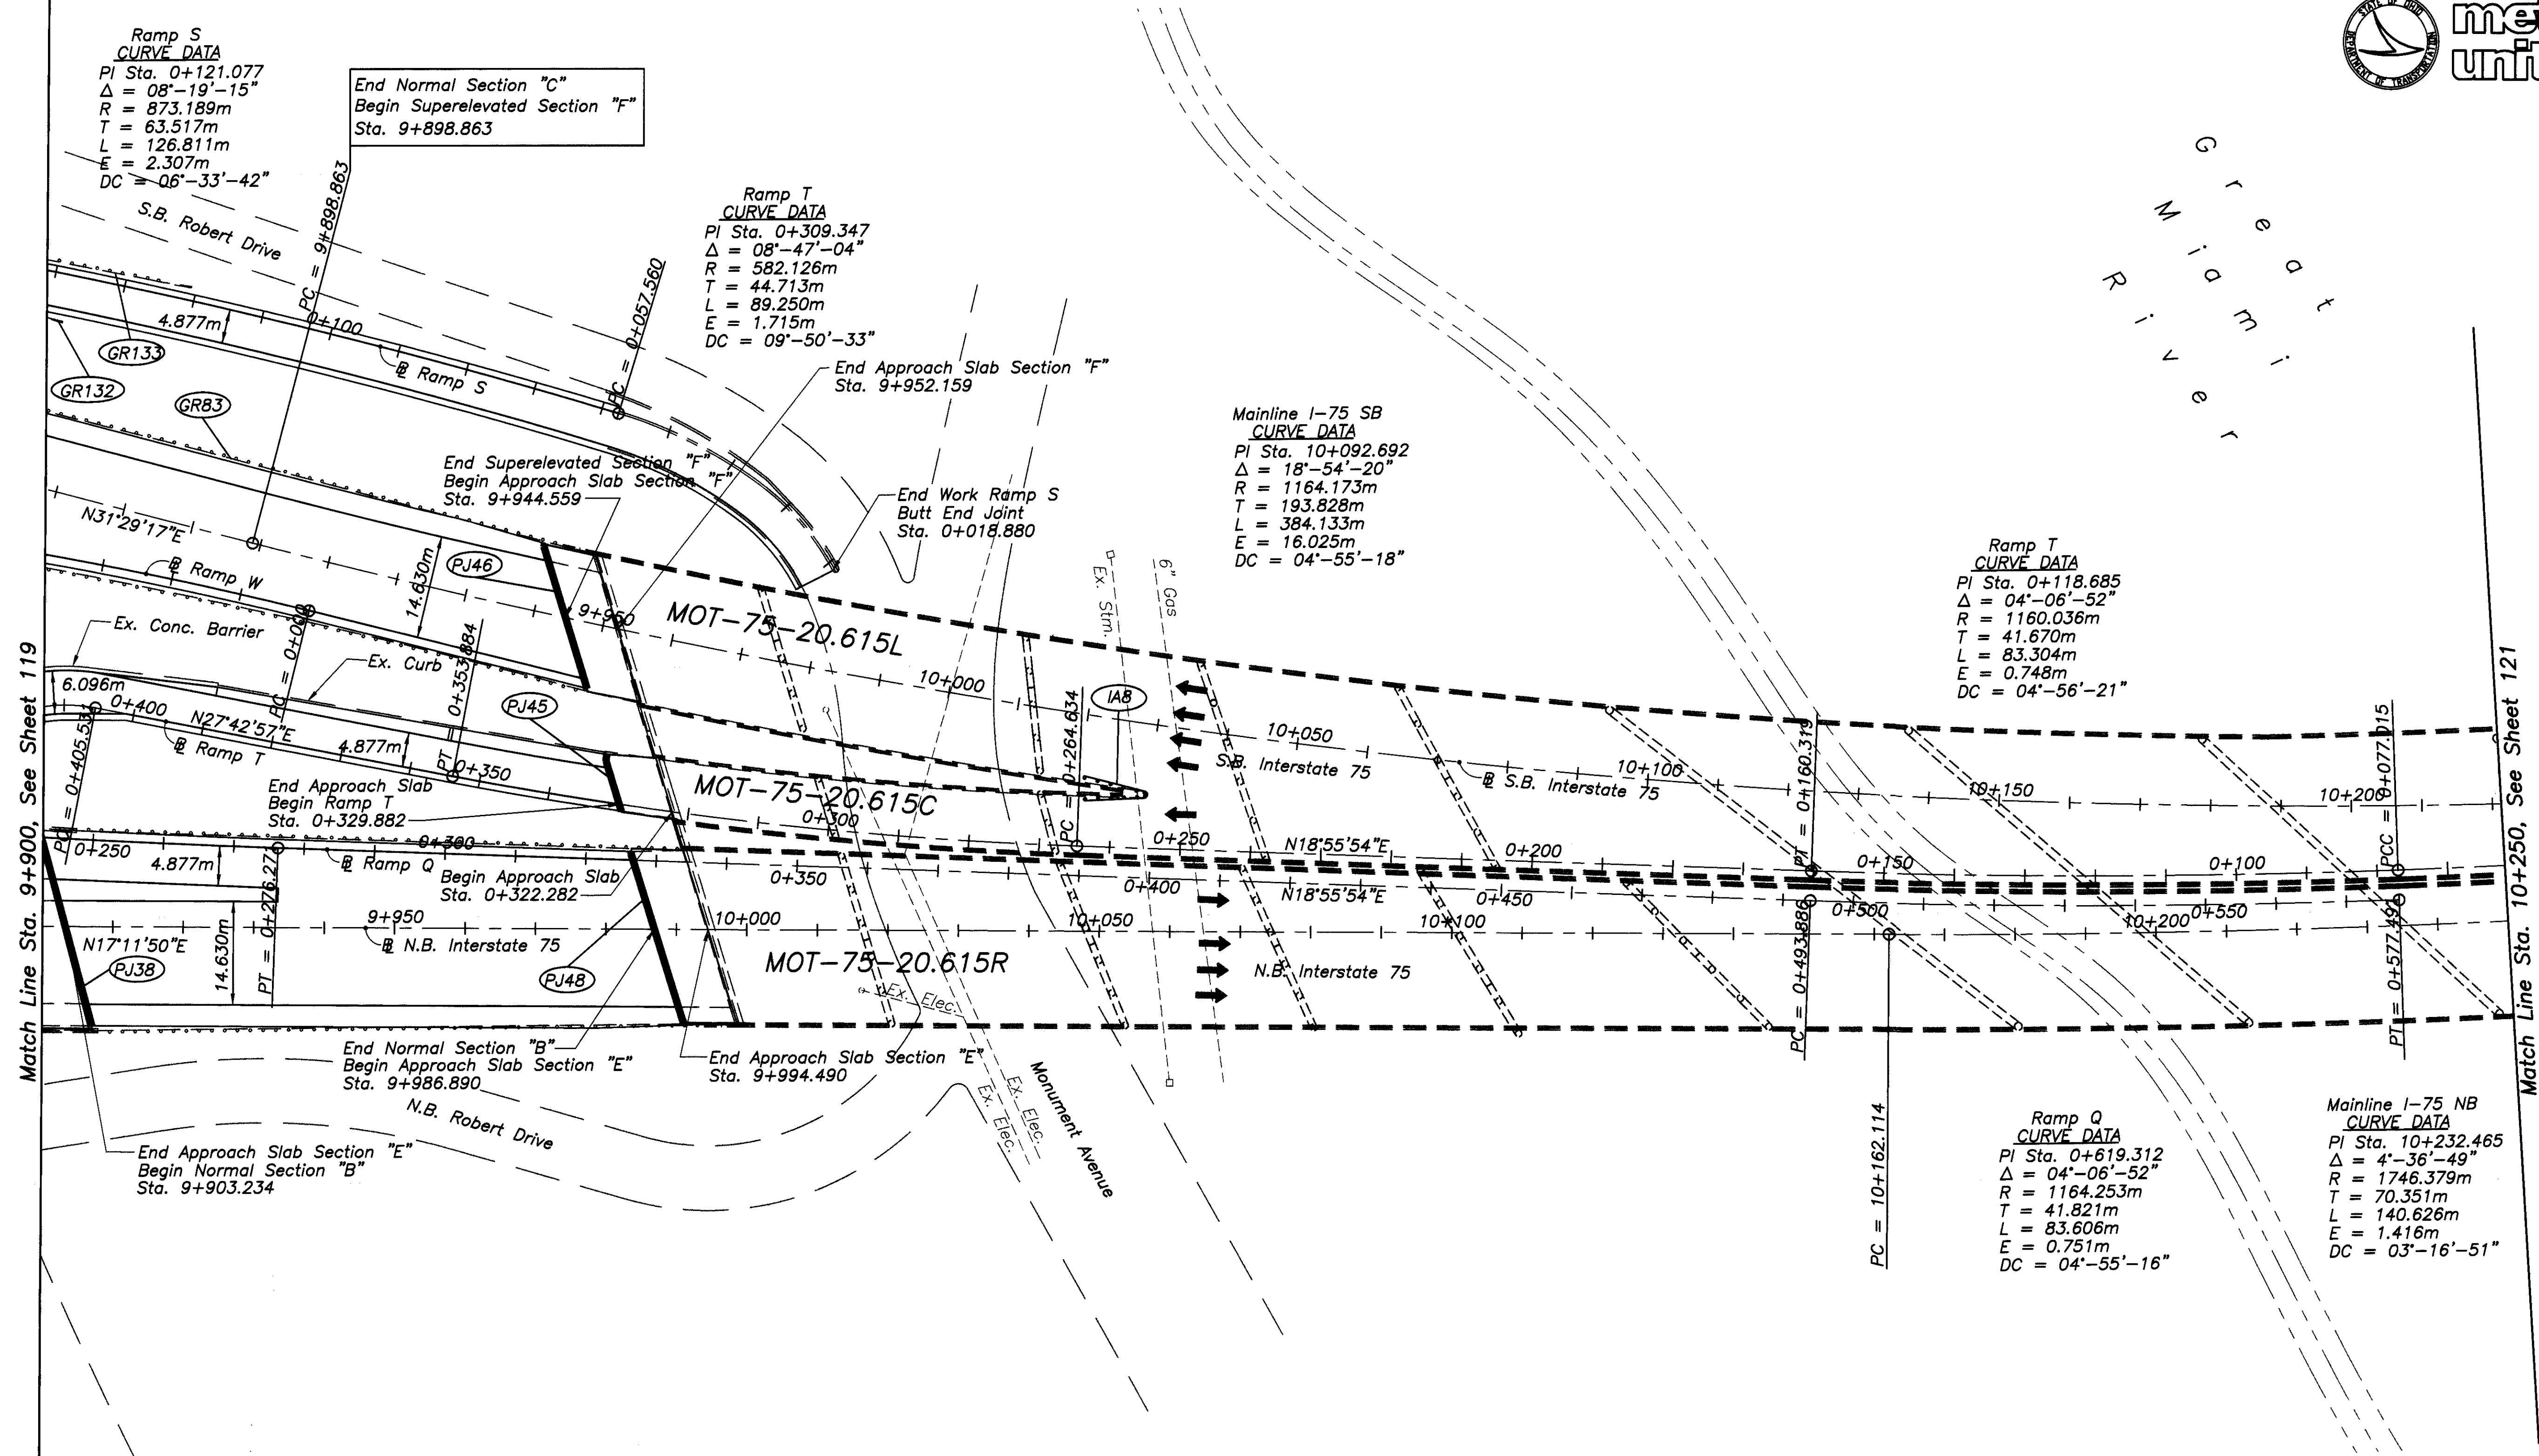 Ramp S
CURVE DATA
PI Sta. 0+121.077
Δ = 08°-19'-15"
R = 873.189m
T = 63.517m
L = 126.811m
E = 2.307m
DC = 06°-33'-42"
End Normal Section "C"
Begin Superelevated Section "F"
Sta. 9+898.863
PC = 9+898.863
S.B. Robert Drive
Ramp T
CURVE DATA
PI Sta. 0+309.347
Δ = 08°-47'-04"
R = 582.126m
T = 44.713m
L = 89.250m
E = 1.715m
DC = 09°-50'-33"
STATE OF OHIO
DEPARTMENT OF TRANSPORTATION
Great
Miami
River
PC = 0+057.560
4.877m
0+100
GR133
GR132
GR83
Ramp S
End Approach Slab Section "F"
Sta. 9+952.159
End Superelevated Section "F"
Begin Approach Slab Section "F"
Sta. 9+944.559
End Work Ramp S
Butt End Joint
Sta. 0+018.880
Mainline I-75 SB
CURVE DATA
PI Sta. 10+092.692
Δ = 18°-54'-20"
R = 1164.173m
T = 193.828m
L = 384.133m
E = 16.025m
DC = 04°-55'-18"
Ramp T
CURVE DATA
PI Sta. 0+118.685
Δ = 04°-06'-52"
R = 1160.036m
T = 41.670m
L = 83.304m
E = 0.748m
DC = 04°-56'-21"
N31°29'17"E
Ramp W
14.630m
PJ46
9+950
MOT-75-20.615L
Ex. Stm.
6" Gas
Ex. Conc. Barrier
Ex. Curb
PT = 0+353.884
10+000
IA8
PC = 0+264.634
10+050
S.B. Interstate 75
10+100
S.B. Interstate 75
PT = 0+160.319
10+150
10+200
PCC = 0+077.015
6.096m
0+400
PC = 0+405.531
N27°42'57"E
Ramp T
4.877m
0+350
PJ45
End Approach Slab
Begin Ramp T
Sta. 0+329.882
MOT-75-20.615C
0+300
0+250
N18°55'54"E
0+200
0+150
0+100
0+250
4.877m
0+300
Ramp Q
Begin Approach Slab
Sta. 0+322.282
0+350
0+400
N18°55'54"E
0+450
0+500
0+550
PT = 0+276.271
9+950
N.B. Interstate 75
10+000
10+050
10+100
10+200
N17°11'50"E
PJ38
14.630m
PJ48
MOT-75-20.615R
N.B. Interstate 75
PC = 0+493.886
PT = 0+577.492
Ex. Elec.
End Normal Section "B"
Begin Approach Slab Section "E"
Sta. 9+986.890
End Approach Slab Section "E"
Sta. 9+994.490
N.B. Robert Drive
Ex. Elec.
Ex. Elec.
Monument Avenue
End Approach Slab Section "E"
Begin Normal Section "B"
Sta. 9+903.234
PC = 10+162.114
Ramp Q
CURVE DATA
PI Sta. 0+619.312
Δ = 04°-06'-52"
R = 1164.253m
T = 41.821m
L = 83.606m
E = 0.751m
DC = 04°-55'-16"
Mainline I-75 NB
CURVE DATA
PI Sta. 10+232.465
Δ = 4°-36'-49"
R = 1746.379m
T = 70.351m
L = 140.626m
E = 1.416m
DC = 03°-16'-51"
Match Line Sta. 9+900, See Sheet 119
Match Line Sta. 10+250, See Sheet 121